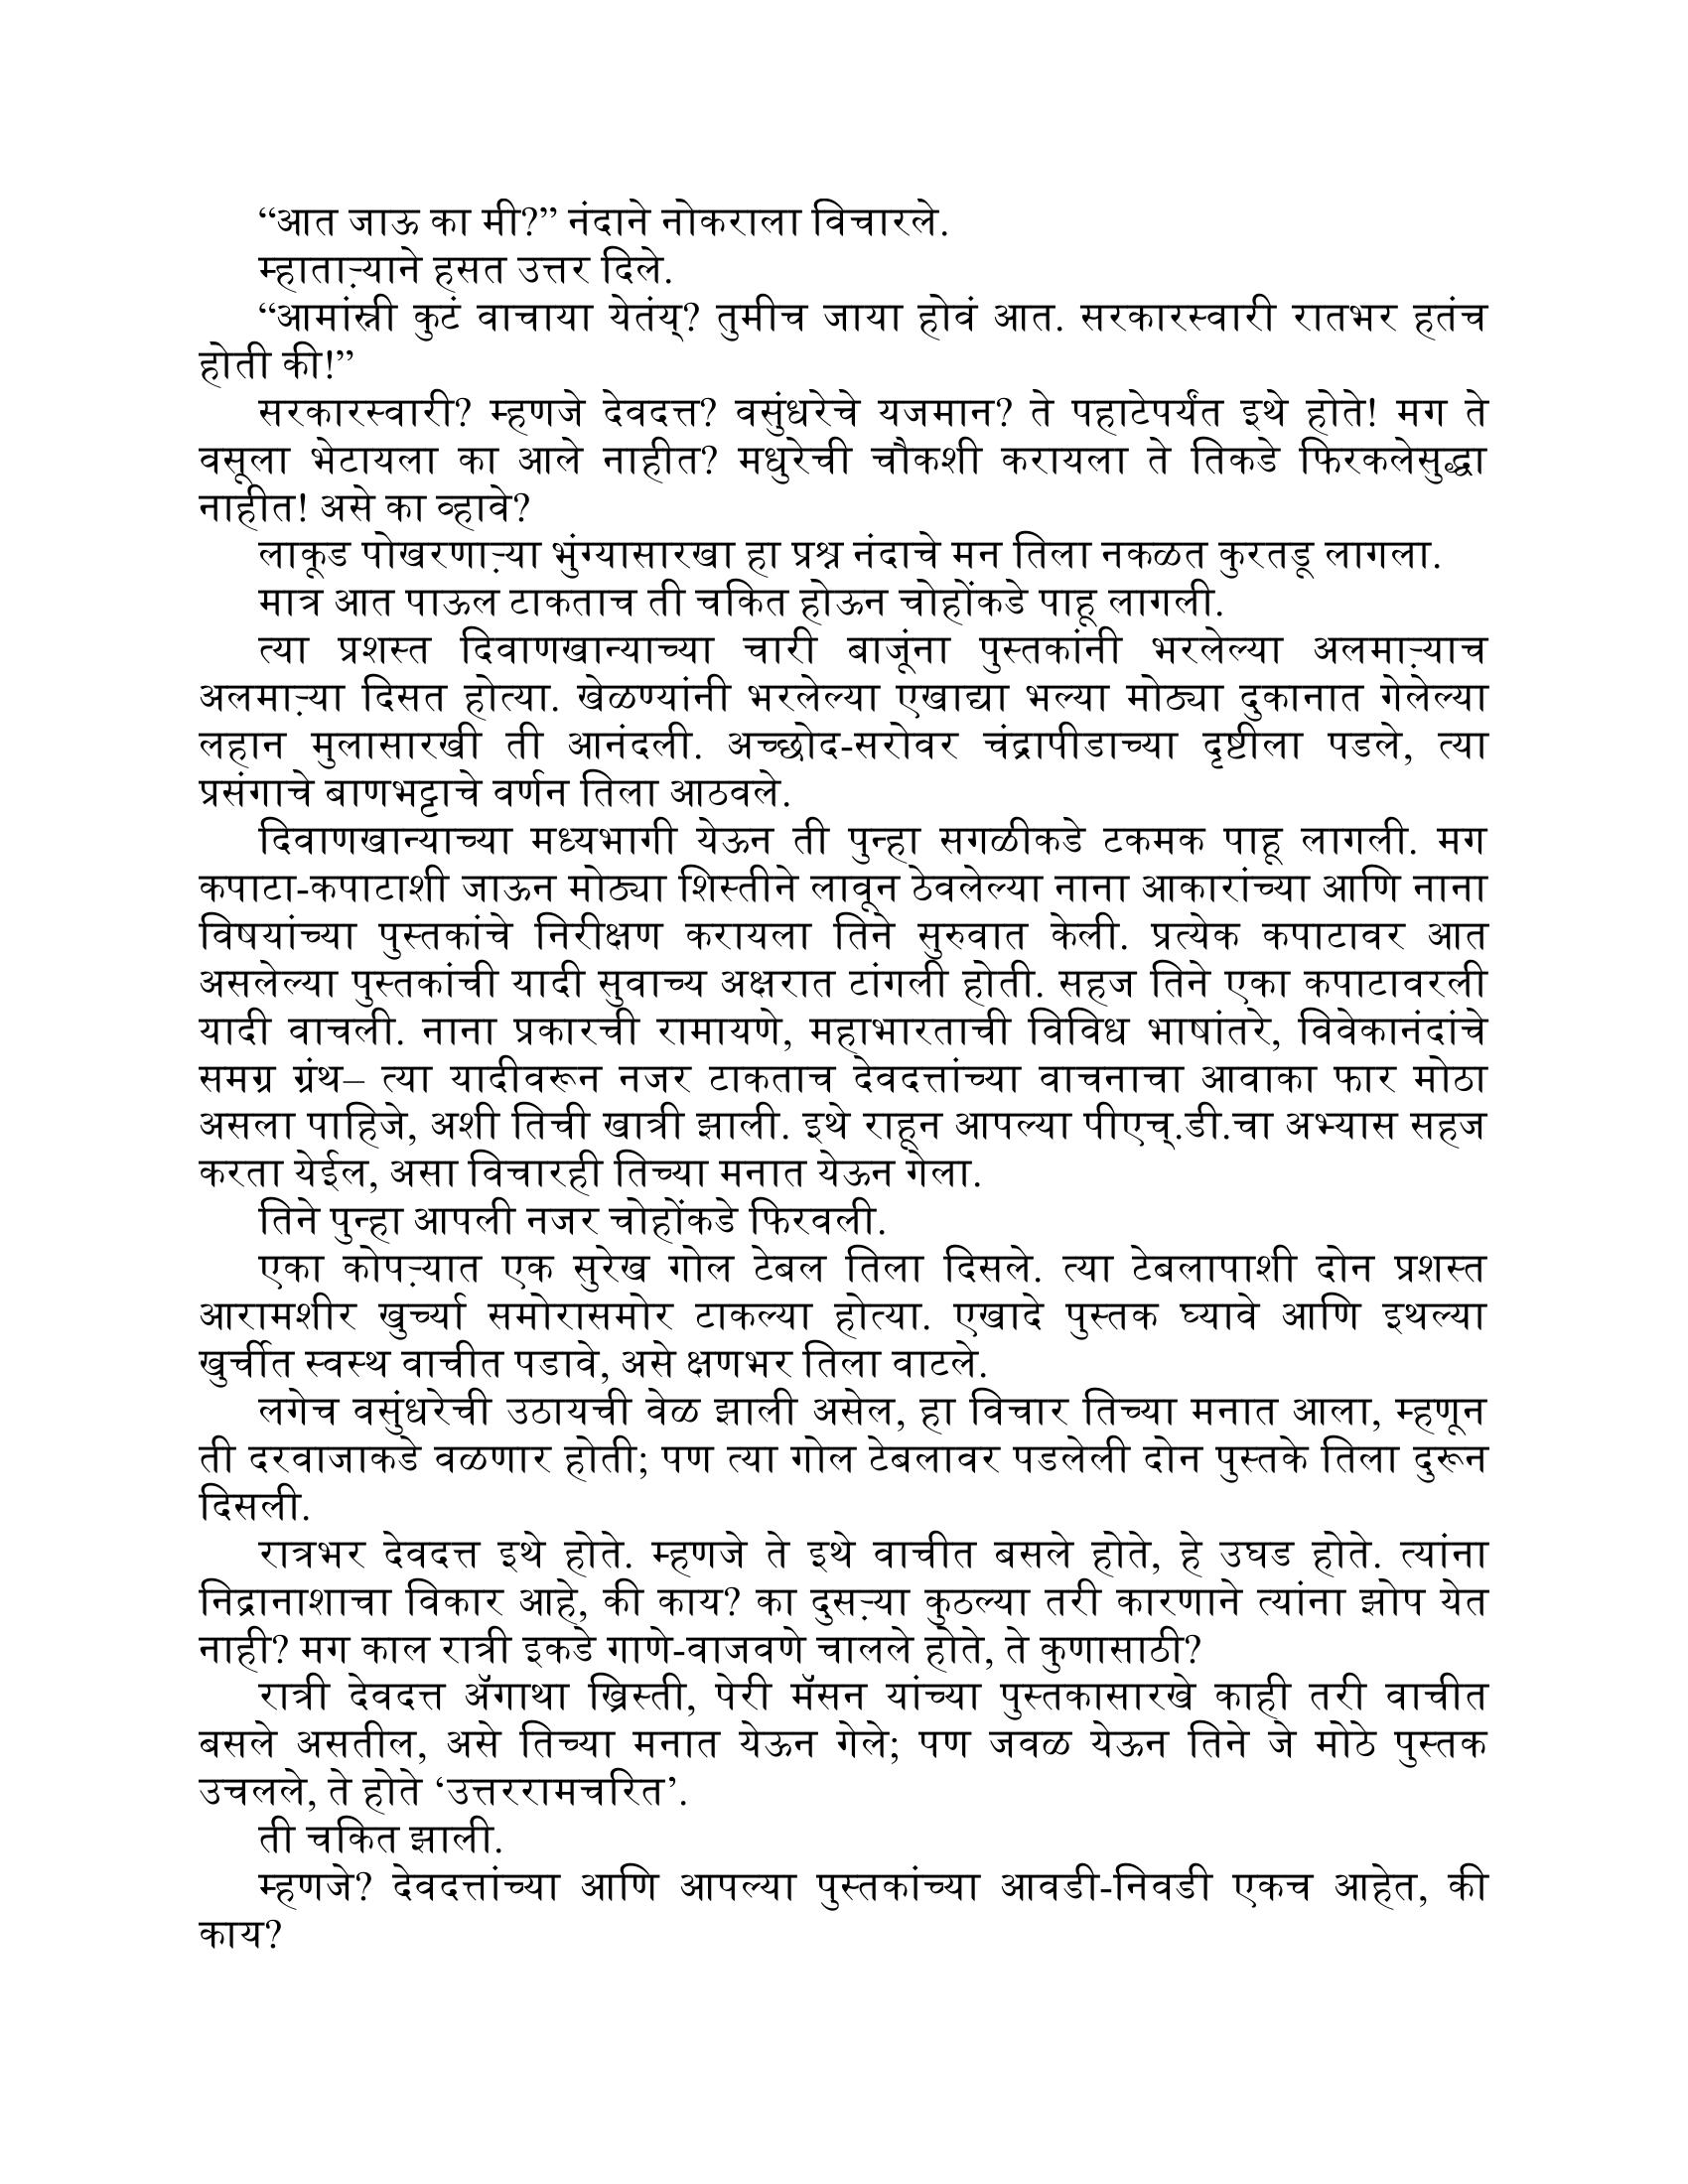 “आत जाऊ का मी?” नंदाने नोकराला विचारले.
म्हाताऱ्याने हसत उत्तर दिले.
“आमांस्नी कुटं वाचाया येतंय्? तुमीच जाया होवं आत. सरकारस्वारी रातभर हतंच
होती की!”
सरकारस्वारी? म्हणजे देवदत्त? वसुंधरेचे यजमान? ते पहाटेपर्यंत इथे होते! मग ते
वसूला भेटायला का आले नाहीत? मधुरेची चौकशी करायला ते तिकडे फिरकलेसुद्धा
नाहीत! असे का व्हावे?
लाकूड पोखरणाऱ्या भुंग्यासारखा हा प्रश्न नंदाचे मन तिला नकळत कुरतडू लागला.
मात्र आत पाऊल टाकताच ती चकित होऊन चोहोंकडे पाहू लागली.
त्या प्रशस्त दिवाणखान्याच्या चारी बाजूंना पुस्तकांनी भरलेल्या अलमाऱ्याच
अलमाऱ्या दिसत होत्या. खेळण्यांनी भरलेल्या एखाद्या भल्या मोठ्या दुकानात गेलेल्या
लहान मुलासारखी ती आनंदली. अच्छोद-सरोवर चंद्रापीडाच्या दृष्टीला पडले, त्या
प्रसंगाचे बाणभट्टाचे वर्णन तिला आठवले.
दिवाणखान्याच्या मध्यभागी येऊन ती पुन्हा सगळीकडे टकमक पाहू लागली. मग
कपाटा-कपाटाशी जाऊन मोठ्या शिस्तीने लावून ठेवलेल्या नाना आकारांच्या आणि नाना
विषयांच्या पुस्तकांचे निरीक्षण करायला तिने सुरुवात केली. प्रत्येक कपाटावर आत
असलेल्या पुस्तकांची यादी सुवाच्य अक्षरात टांगली होती. सहज तिने एका कपाटावरली
यादी वाचली. नाना प्रकारची रामायणे, महाभारताची विविध भाषांतरे, विवेकानंदांचे
समग्र ग्रंथ– त्या यादीवरून नजर टाकताच देवदत्तांच्या वाचनाचा आवाका फार मोठा
असला पाहिजे, अशी तिची खात्री झाली. इथे राहून आपल्या पीएच्.डी.चा अभ्यास सहज
करता येईल, असा विचारही तिच्या मनात येऊन गेला.
तिने पुन्हा आपली नजर चोहोंकडे फिरवली.
एका कोपऱ्यात एक सुरेख गोल टेबल तिला दिसले. त्या टेबलापाशी दोन प्रशस्त
आरामशीर खुर्च्या समोरासमोर टाकल्या होत्या. एखादे पुस्तक घ्यावे आणि इथल्या
खुर्चीत स्वस्थ वाचीत पडावे, असे क्षणभर तिला वाटले.
लगेच वसुंधरेची उठायची वेळ झाली असेल, हा विचार तिच्या मनात आला, म्हणून
ती दरवाजाकडे वळणार होती; पण त्या गोल टेबलावर पडलेली दोन पुस्तके तिला दुरून
दिसली.
रात्रभर देवदत्त इथे होते. म्हणजे ते इथे वाचीत बसले होते, हे उघड होते. त्यांना
निद्रानाशाचा विकार आहे, की काय? का दुसऱ्या कुठल्या तरी कारणाने त्यांना झोप येत
नाही? मग काल रात्री इकडे गाणे-वाजवणे चालले होते, ते कुणासाठी?
रात्री देवदत्त ॲगाथा ख्रिस्ती, पेरी मॅसन यांच्या पुस्तकासारखे काही तरी वाचीत
बसले असतील, असे तिच्या मनात येऊन गेले; पण जवळ येऊन तिने जे मोठे पुस्तक
उचलले, ते होते ‘उत्तररामचरित’.
ती चकित झाली.
म्हणजे? देवदत्तांच्या आणि आपल्या पुस्तकांच्या आवडी-निवडी एकच आहेत, की
काय?